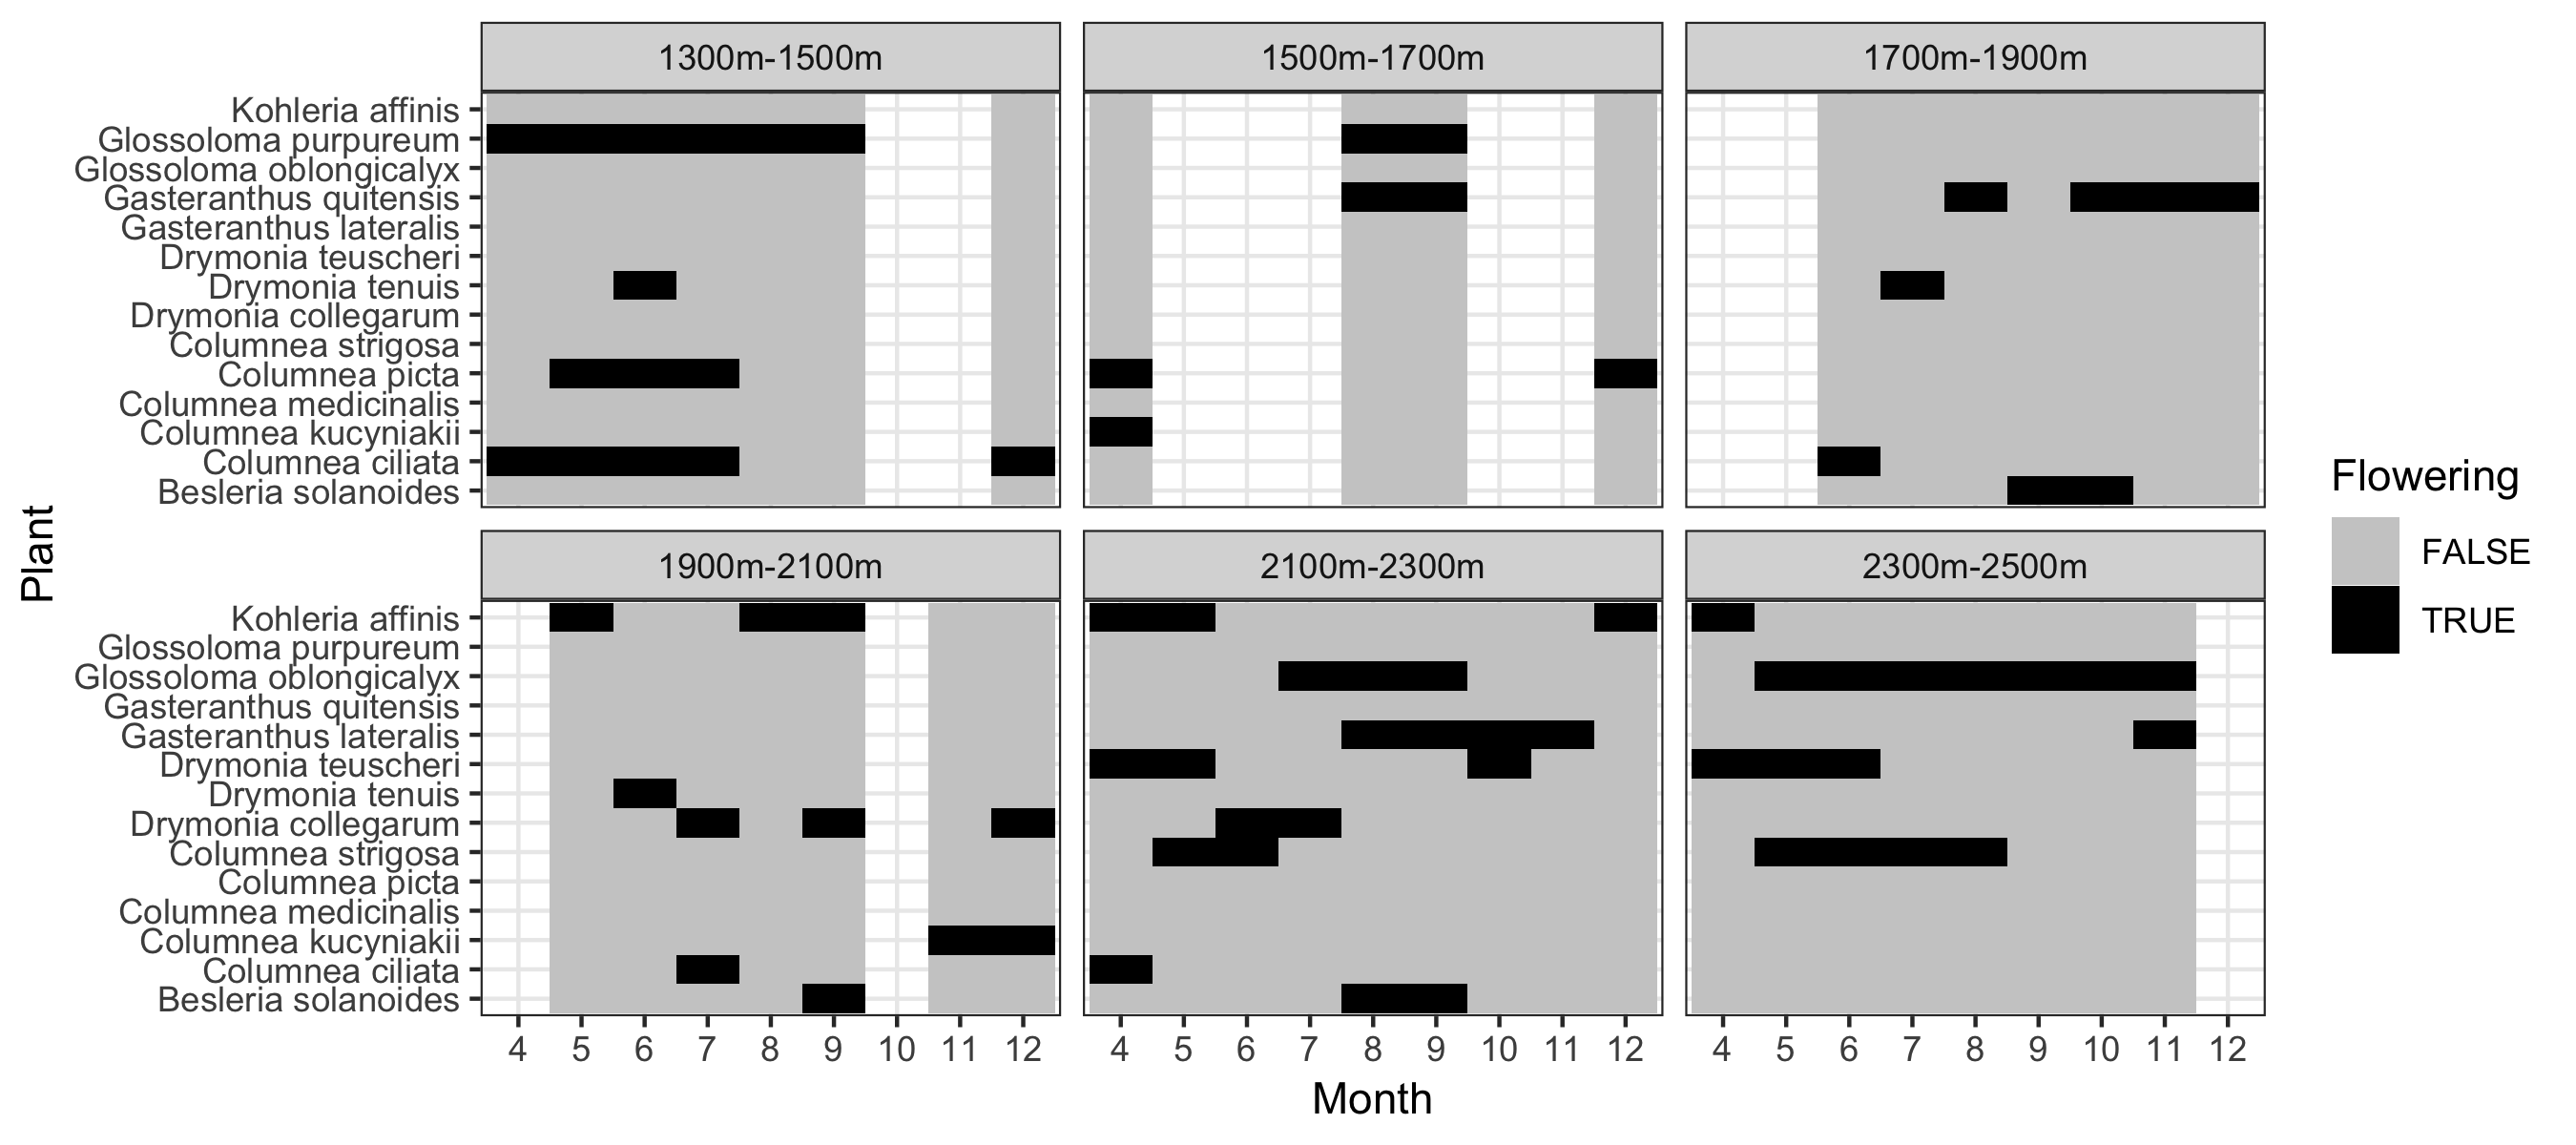 1300m-1500m 1500m-1700m 1700m-1900m
Kohleria affinis
Glossoloma purpureum
Glossoloma oblongicalyx
Gasteranthus quitensis
Gasteranthus lateralis
Drymonia teuscheri
Drymonia tenuis
Drymonia collegarum
Columnea strigosa
Columnea picta
Columnea medicinalis
Columnea kucyniakii
Columnea ciliata
Besleria solanoides
Plant
1900m-2100m 2100m-2300m 2300m-2500m
Kohleria affinis
Glossoloma purpureum
Glossoloma oblongicalyx
Gasteranthus quitensis
Gasteranthus lateralis
Drymonia teuscheri
Drymonia tenuis
Drymonia collegarum
Columnea strigosa
Columnea picta
Columnea medicinalis
Columnea kucyniakii
Columnea ciliata
Besleria solanoides
4 5 6 7 8 9 10 11 12 4 5 6 7 8 9 10 11 12 4 5 6 7 8 9 10 11 12
Month
Flowering
FALSE
TRUE